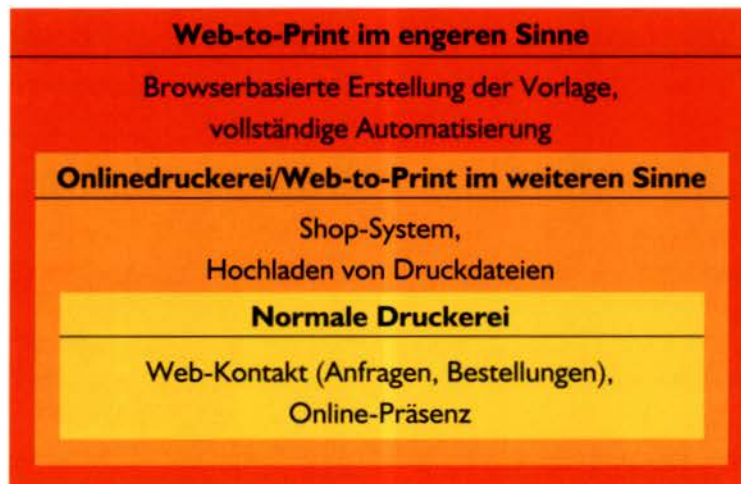 Web-to-Print im engeren Sinne
Browserbasierte Erstellung der Vorlage,
vollständige Automatisierung
Onlinedruckerei/Web-to-Print im weiteren Sinne
Shop-System,
Hochladen von Druckdateien
Normale Druckerei
Web-Kontakt (Anfragen, Bestellungen),
Online-Präsenz